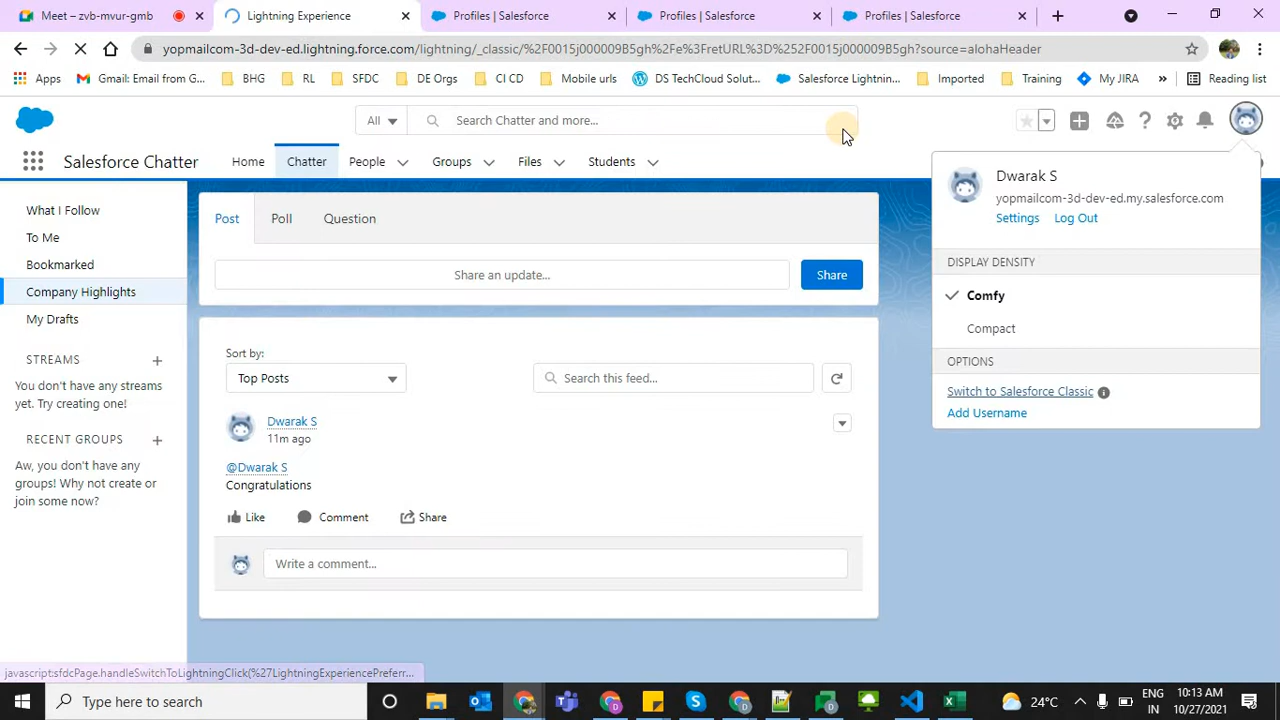 Meet – zvb-mvur-gmb
Lightning Experience
Profiles | Salesforce
Profiles | Salesforce
Profiles | Salesforce
yopmailcom-3d-dev-ed.lightning.force.com/lightning/_classic/%2F0015j000009B5gh%2Fe%3FretURL%3D%252F0015j000009B5gh?source=alohaHeader
Apps
Gmail: Email from G...
BHG
RL
SFDC
DE Orgs
CI CD
Mobile urls
DS TechCloud Solut...
Salesforce Lightnin...
Imported
Training
My JIRA
»
Reading list
All
Search Chatter and more...
Salesforce Chatter
Home
Chatter
People
Groups
Files
Students
What I Follow
To Me
Bookmarked
Company Highlights
My Drafts
STREAMS
You don't have any streams
yet. Try creating one!
RECENT GROUPS
Aw, you don't have any
groups! Why not create or
join some now?
Post
Poll
Question
Share an update...
Share
Sort by:
Top Posts
Search this feed...
Dwarak S
11m ago
@Dwarak S
Congratulations
Like
Comment
Share
Write a comment...
Dwarak S
yopmailcom-3d-dev-ed.my.salesforce.com
Settings
Log Out
DISPLAY DENSITY
Comfy
Compact
OPTIONS
Switch to Salesforce Classic
Add Username
javascript:sfdcPage.handleSwitchToLightningClick(%27LightningExperiencePreferr...
Type here to search
24°C
ENG
IN
10:13 AM
10/27/2021